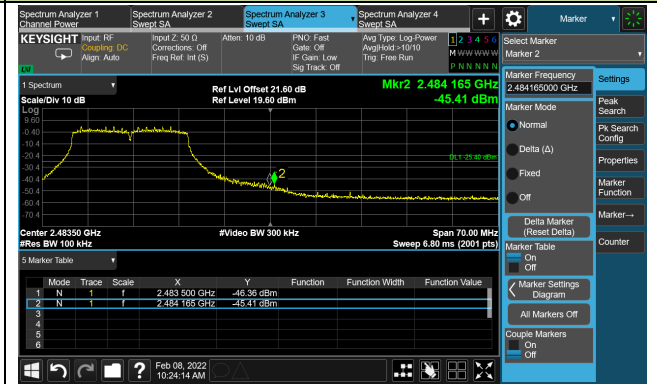 Spectrum Analyzer 1
Channel Power
Spectrum Analyzer 2
Swept SA
Spectrum Analyzer 3
Swept SA
Spectrum Analyzer 4
Swept SA
+
Marker
KEYSIGHT
Input: RF
Coupling: DC
Align: Auto
Input Z: 50 Ω
Corrections: Off
Freq Ref: Int (S)
Atten: 10 dB
PNO: Fast
Gate: Off
IF Gain: Low
Sig Track: Off
Avg Type: Log-Power
Avg|Hold:>10/10
Trig: Free Run
1 2 3 4 5 6
M W W W W W
P N N N N N
LXI
Select Marker
Marker 2
1 Spectrum
Scale/Div 10 dB
Ref Lvl Offset 21.60 dB
Ref Level 19.60 dBm
Mkr2 2.484 165 GHz
-45.41 dBm
Log
9.60
-0.40
-10.4
-20.4
-30.4
-40.4
-50.4
-60.4
-70.4
DL1 -25.40 dBm
2
Center 2.48350 GHz
#Res BW 100 kHz
#Video BW 300 kHz
Span 70.00 MHz
Sweep 6.80 ms (2001 pts)
5 Marker Table
Mode Trace Scale X Y Function Function Width Function Value
1 N 1 f 2.483 500 GHz -46.36 dBm
2 N 1 f 2.484 165 GHz -45.41 dBm
3
4
5
6
Marker Frequency
2.484165000 GHz
Marker Mode
Normal
Delta (Δ)
Fixed
Off
Delta Marker
(Reset Delta)
Marker Table
On
Off
Marker Settings
Diagram
All Markers Off
Couple Markers
On
Off
Settings
Peak
Search
Pk Search
Config
Properties
Marker
Function
Marker→
Counter
?
Feb 08, 2022
10:24:14 AM